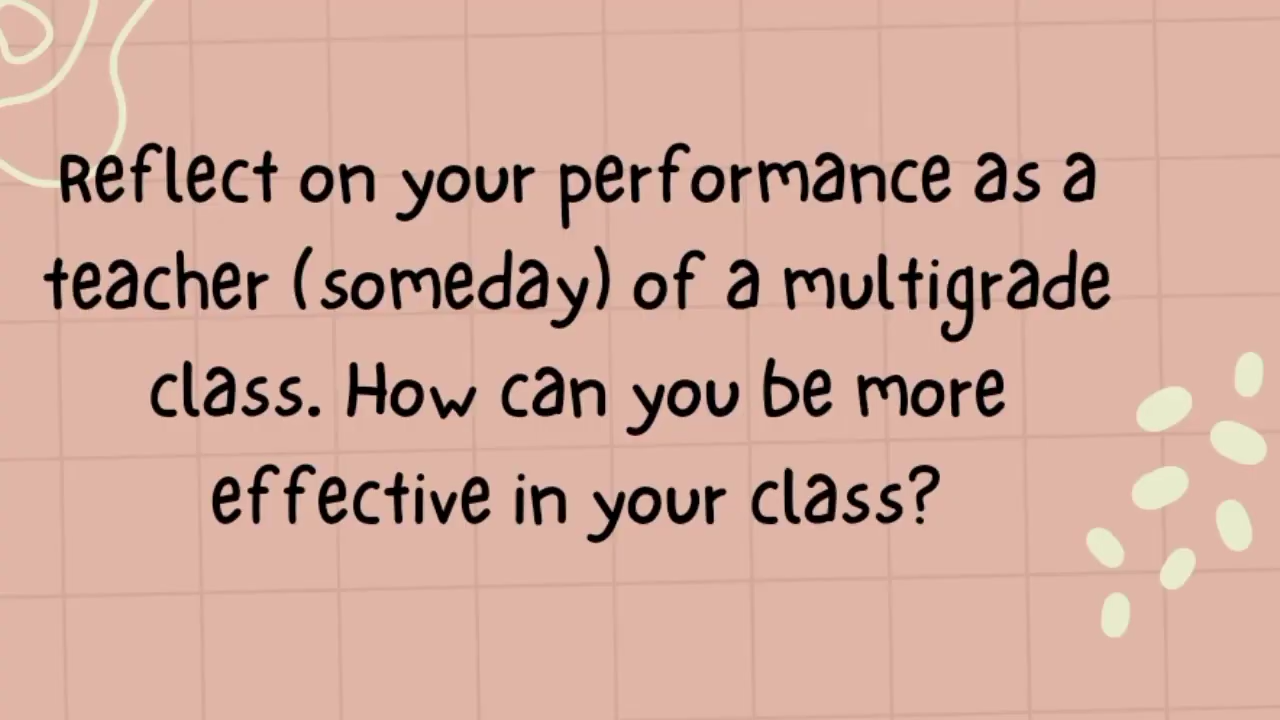 Reflect on your performance as a
teacher (someday) of a multigrade
class. How can you be more
effective in your class?